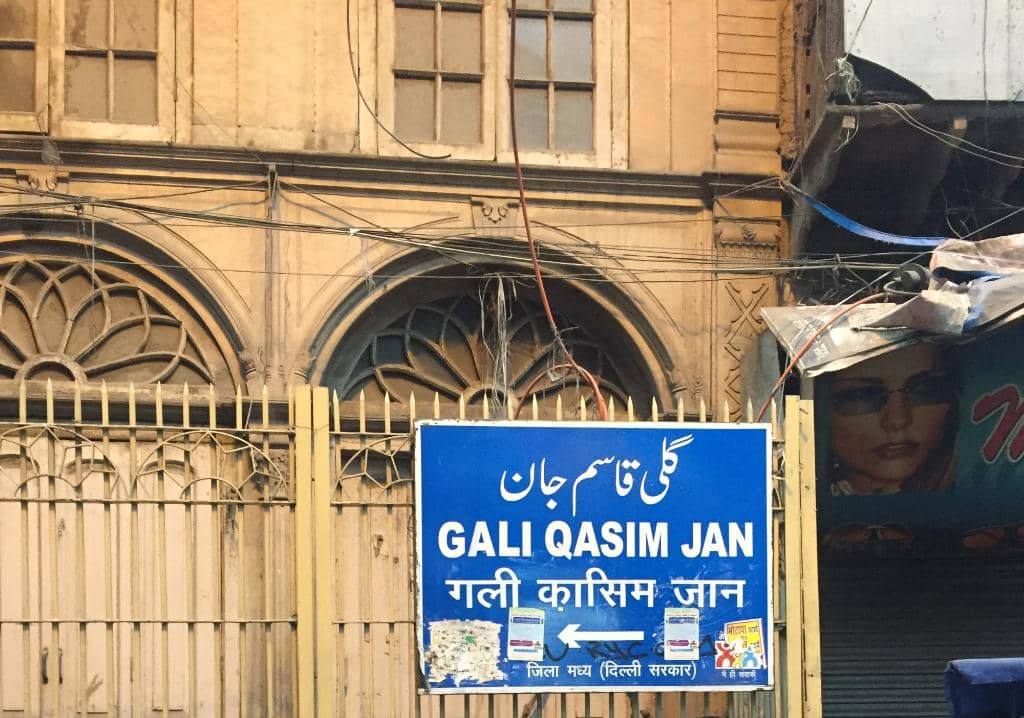 گلی قاسم جان
GALI QASIM JAN
गली क़ासिम जान
जिला मध्य (दिल्ली सरकार)